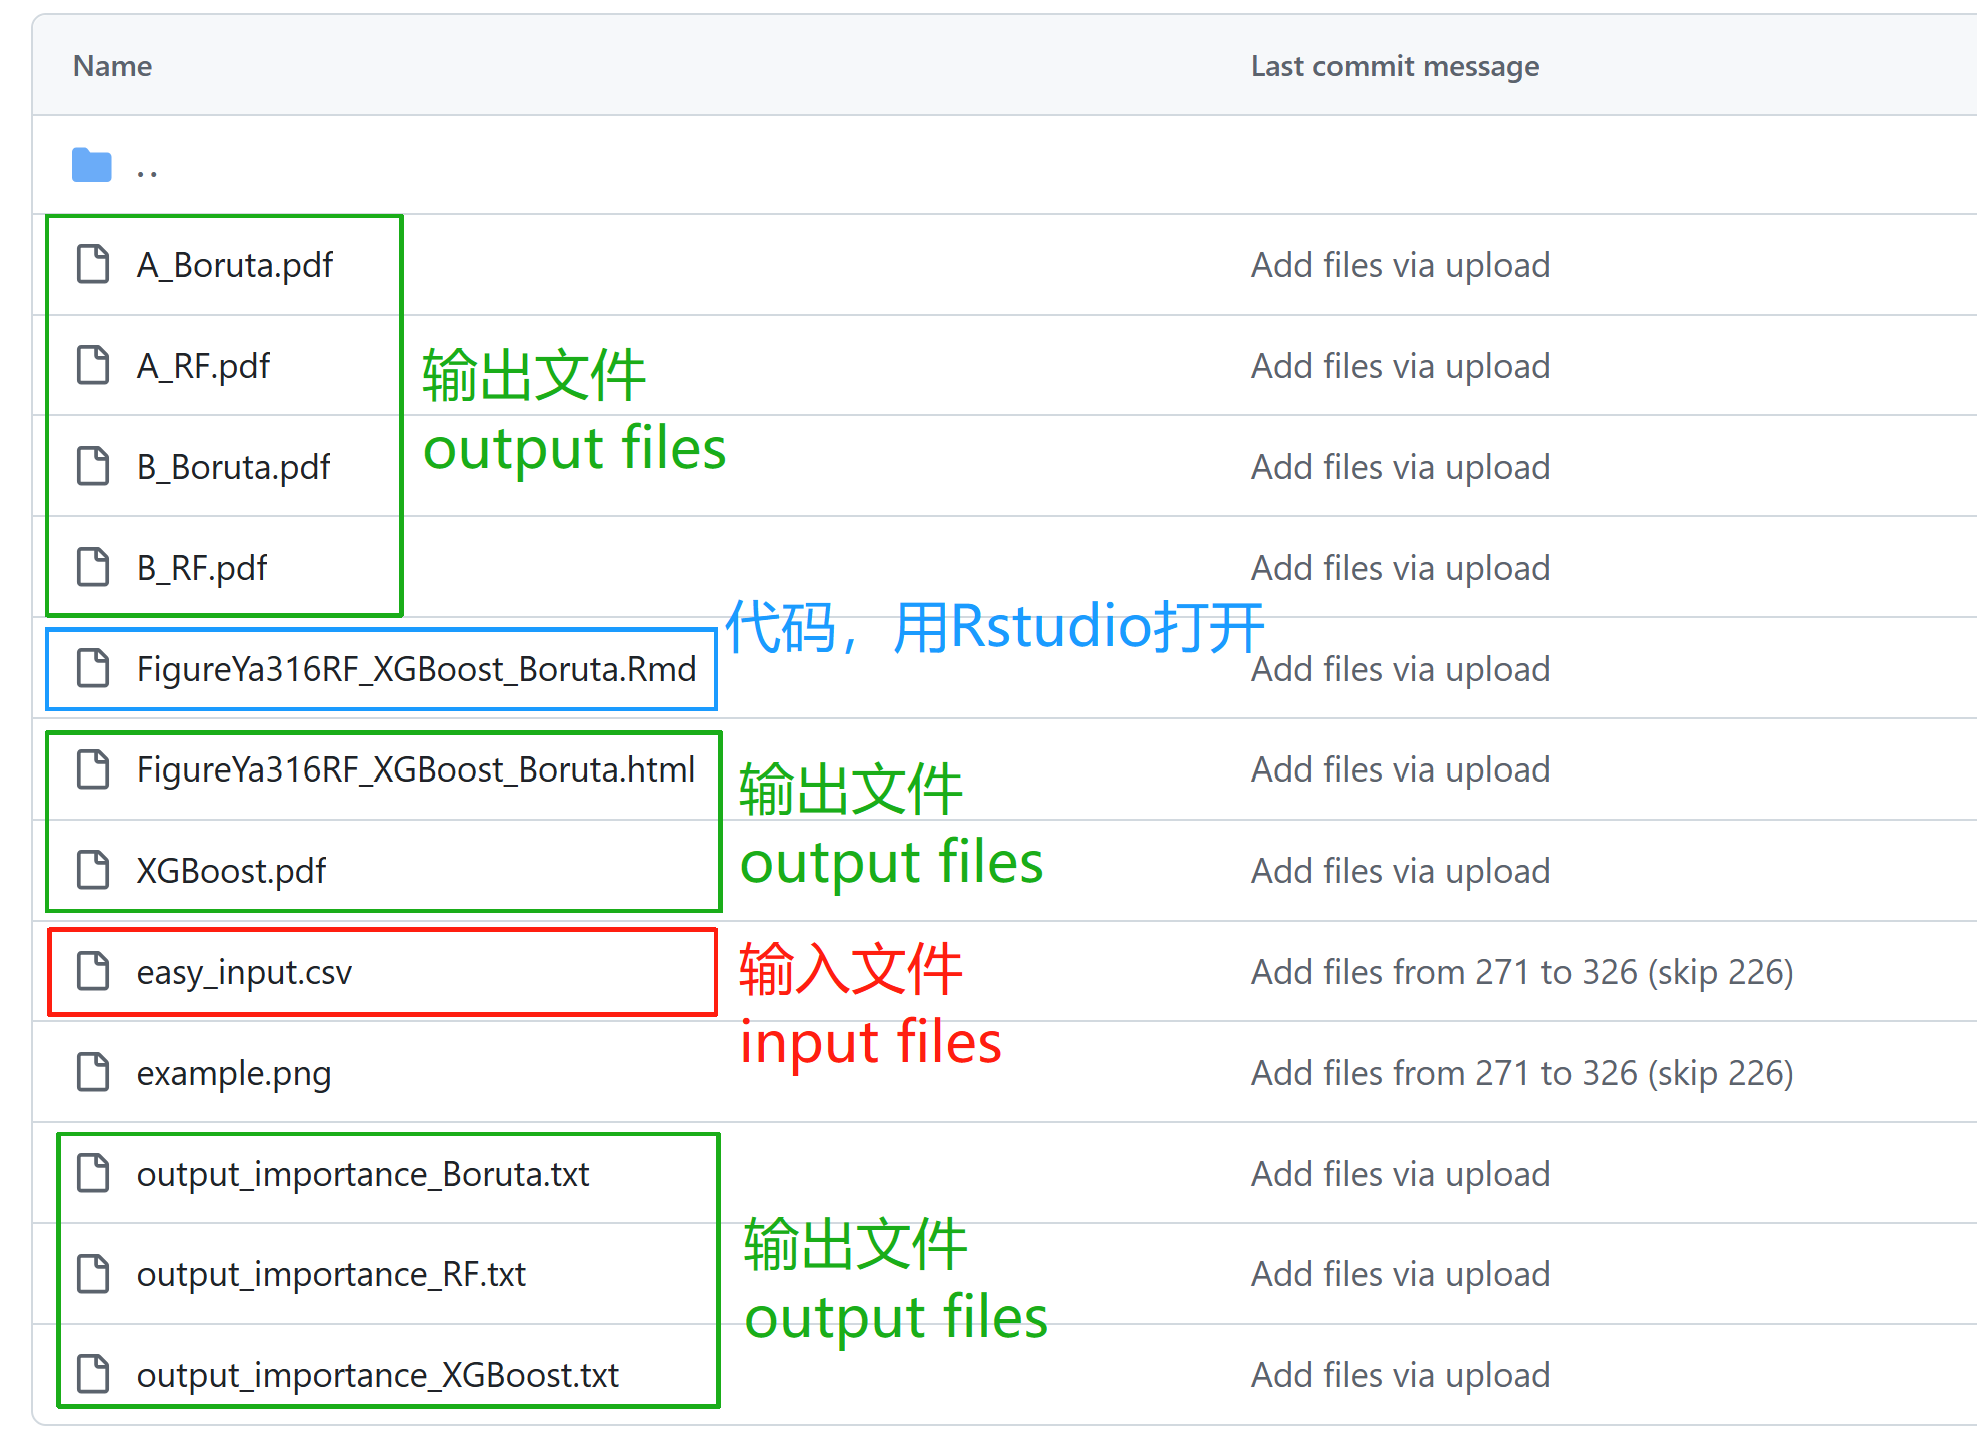 Name Last commit message
..
A_Boruta.pdf Add files via upload
A_RF.pdf Add files via upload
输出文件
output files
B_Boruta.pdf Add files via upload
B_RF.pdf Add files via upload
代码，用Rstudio打开
FigureYa316RF_XGBoost_Boruta.Rmd Add files via upload
FigureYa316RF_XGBoost_Boruta.html Add files via upload
输出文件
output files
XGBoost.pdf Add files via upload
easy_input.csv Add files from 271 to 326 (skip 226)
输入文件
input files
example.png Add files from 271 to 326 (skip 226)
output_importance_Boruta.txt Add files via upload
输出文件
output files
output_importance_RF.txt Add files via upload
output_importance_XGBoost.txt Add files via upload